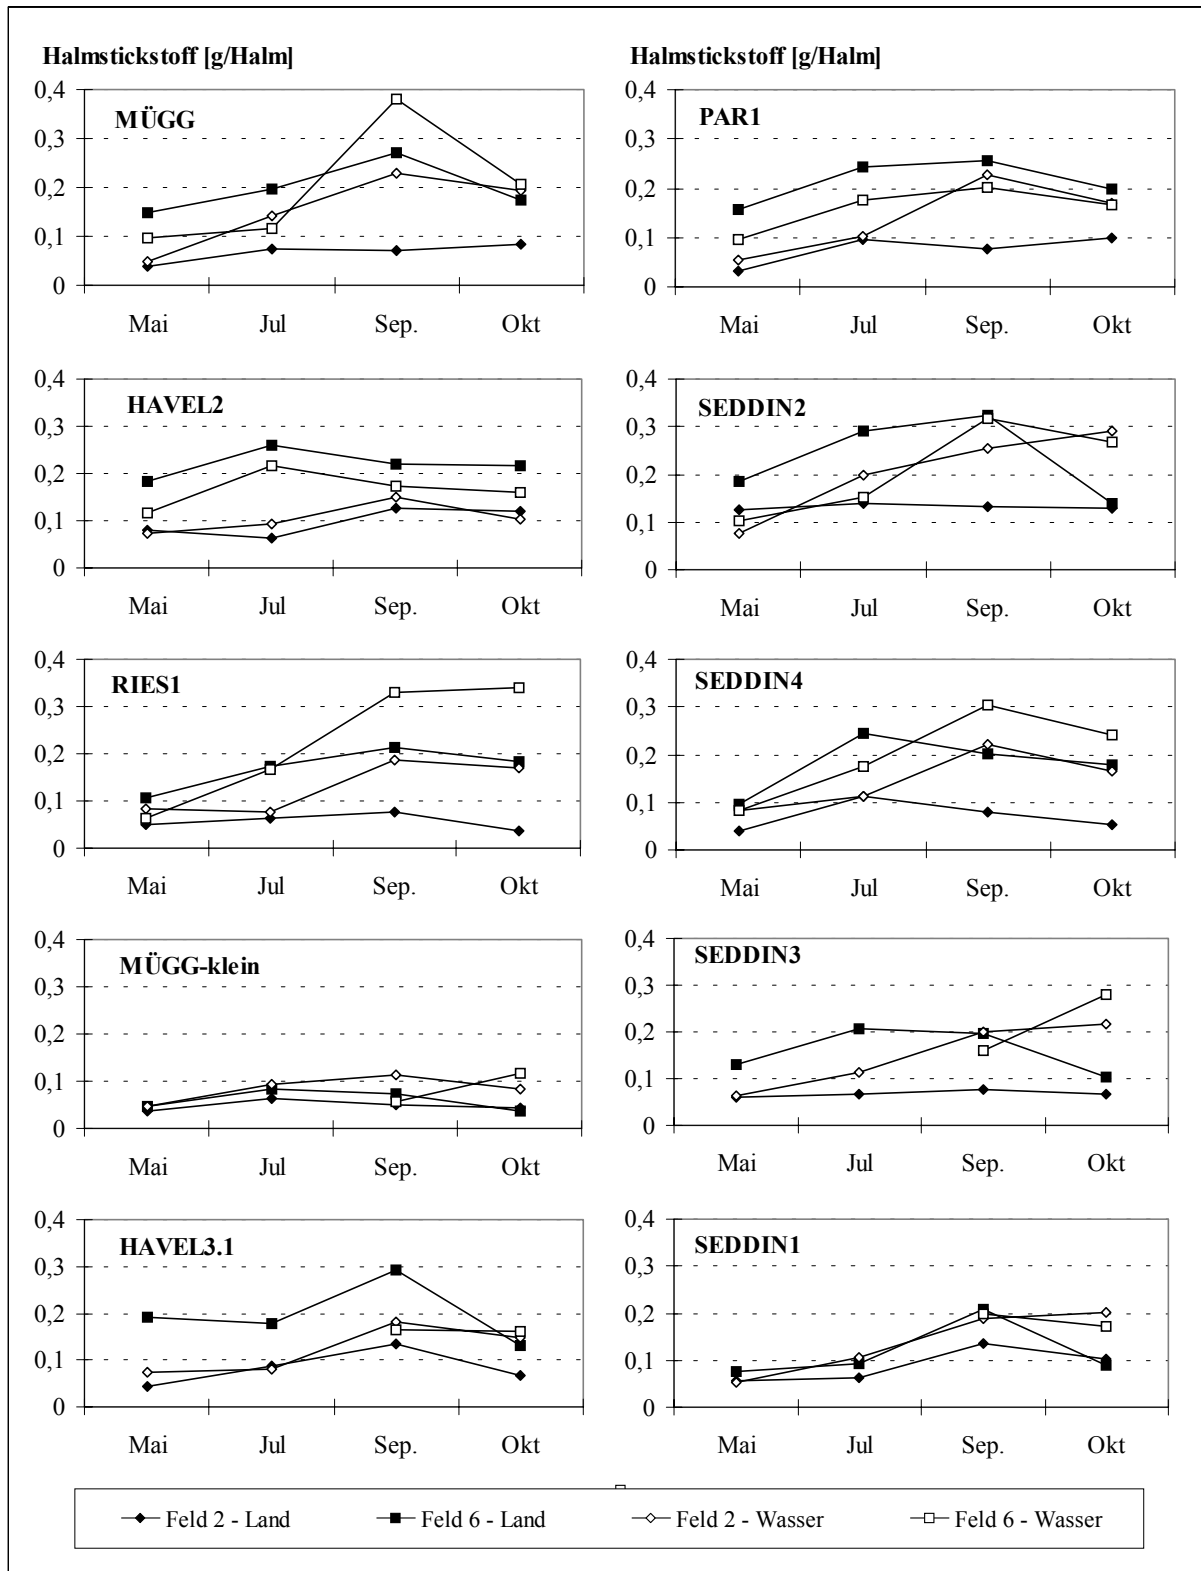 Halmstickstoff [g/Halm]
Halmstickstoff [g/Halm]
MÜGG
0,4
0,3
0,2
0,1
0
Mai Jul Sep. Okt
PAR1
0,4
0,3
0,2
0,1
0
Mai Jul Sep. Okt
HAVEL2
0,4
0,3
0,2
0,1
0
Mai Jul Sep. Okt
SEDDIN2
0,4
0,3
0,2
0,1
0
Mai Jul Sep. Okt
RIES1
0,4
0,3
0,2
0,1
0
Mai Jul Sep. Okt
SEDDIN4
0,4
0,3
0,2
0,1
0
Mai Jul Sep. Okt
MÜGG-klein
0,4
0,3
0,2
0,1
0
Mai Jul Sep. Okt
SEDDIN3
0,4
0,3
0,2
0,1
0
Mai Jul Sep. Okt
HAVEL3.1
0,4
0,3
0,2
0,1
0
Mai Jul Sep. Okt
SEDDIN1
0,4
0,3
0,2
0,1
0
Mai Jul Sep. Okt
Feld 2 - Land Feld 6 - Land Feld 2 - Wasser Feld 6 - Wasser